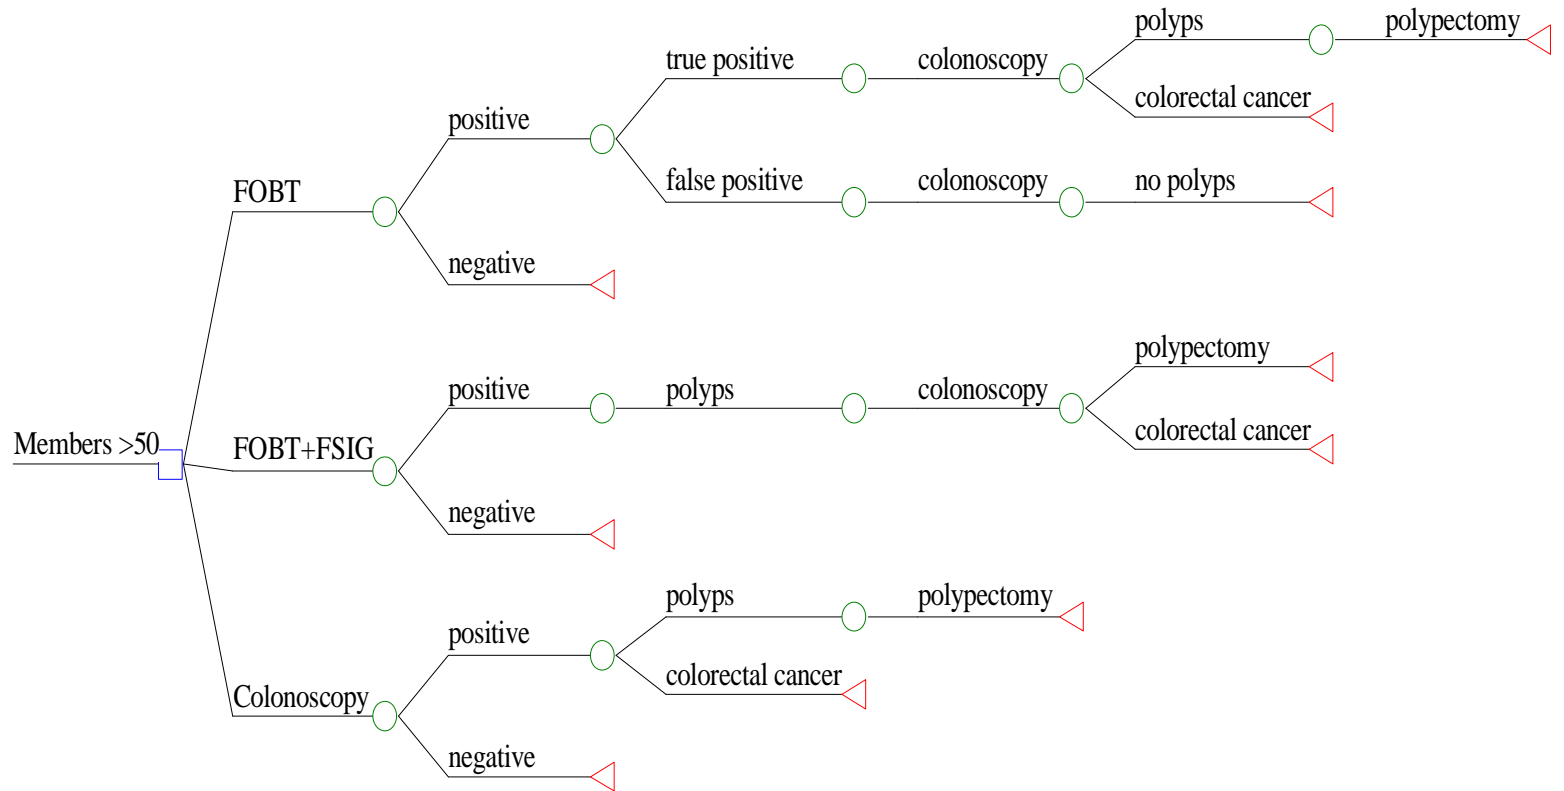 polyps
polypectomy
true positive
colonoscopy
colorectal cancer
positive
false positive
colonoscopy
no polyps
FOBT
negative
polypectomy
positive
polyps
colonoscopy
colorectal cancer
Members >50
FOBT+FSIG
negative
polyps
polypectomy
positive
colorectal cancer
Colonoscopy
negative